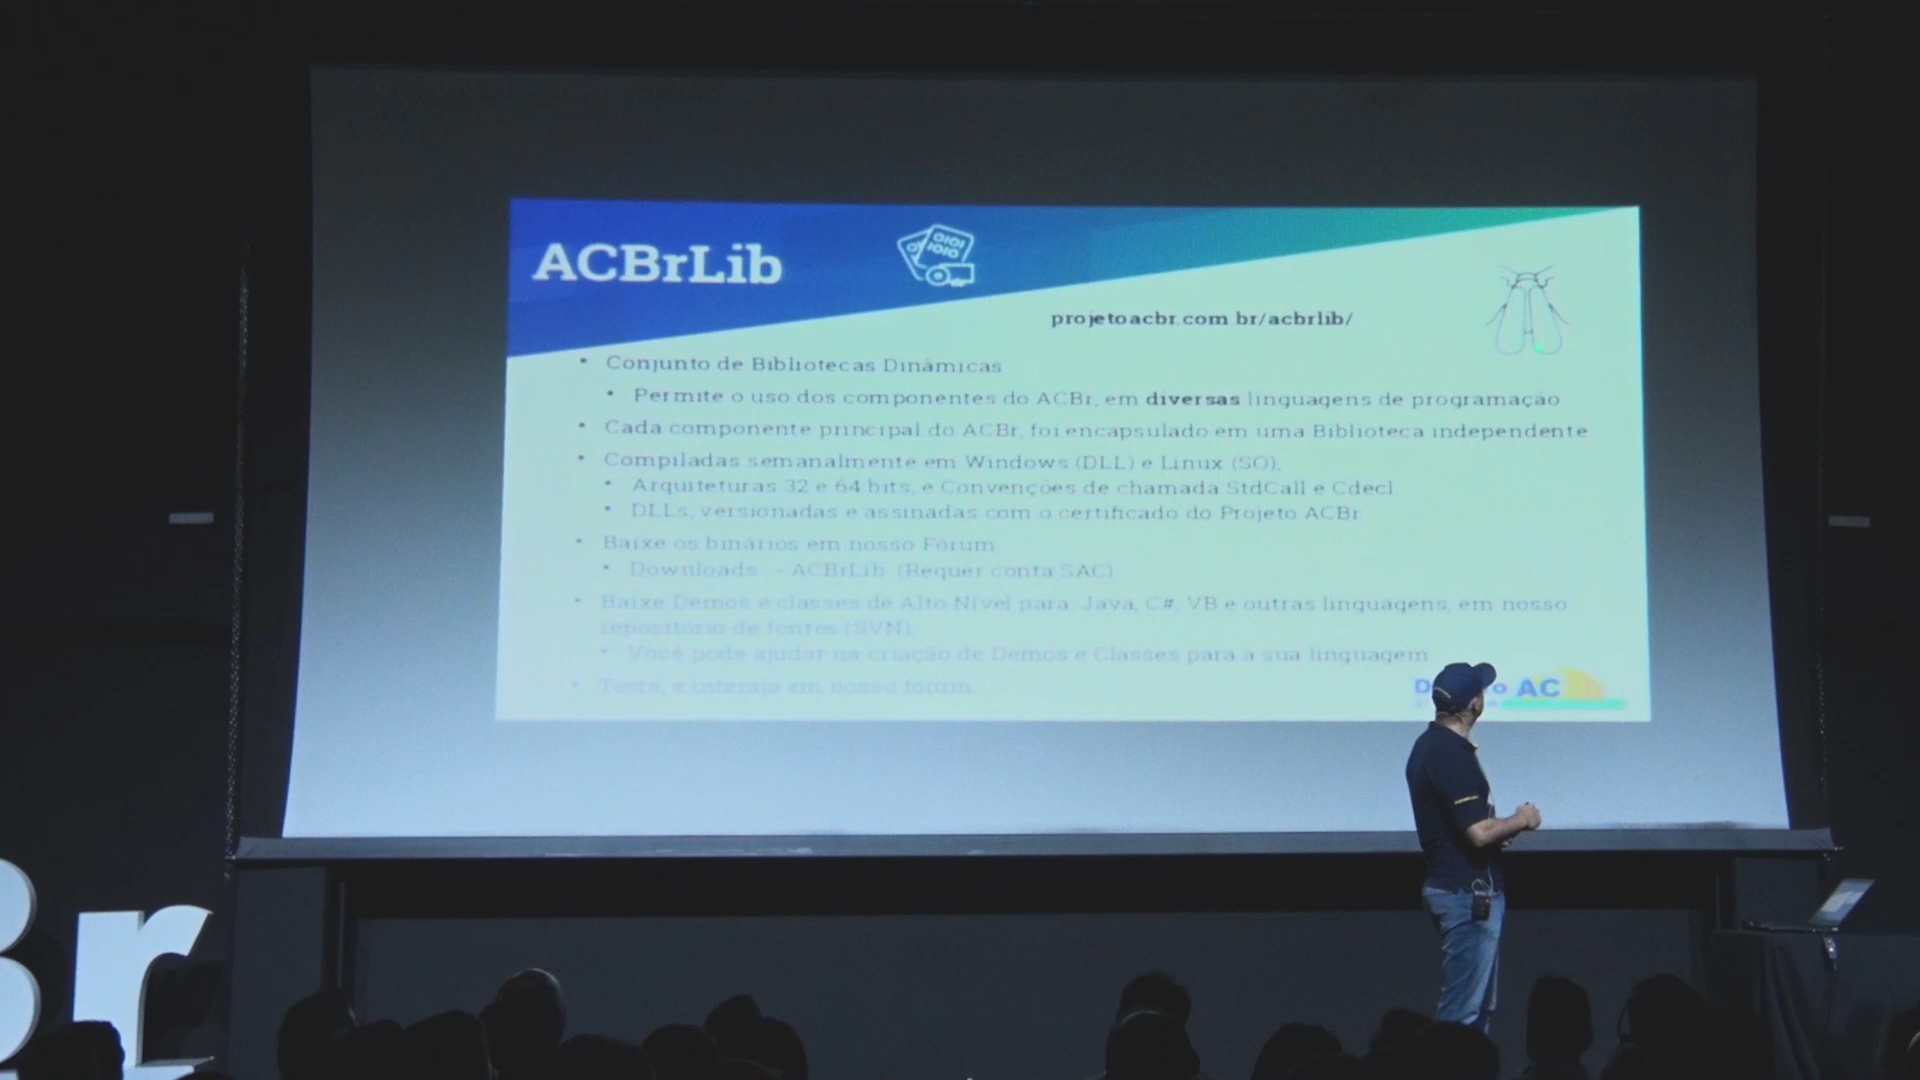 ACBrLib
projetoacbr.com.br/acbrlib/
• Conjunto de Bibliotecas Dinâmicas
• Permite o uso dos componentes do ACBr, em diversas linguagens de programação
• Cada componente principal do ACBr, foi encapsulado em uma Biblioteca independente
• Compiladas semanalmente em Windows (DLL) e Linux (SO),
• Arquiteturas 32 e 64 bits, e Convenções de chamada StdCall e Cdecl
• DLLs, versionadas e assinadas com o certificado do Projeto ACBr
• Baixe os binários em nosso Fórum
• Downloads - ACBrLib (Requer conta SAC)
• Baixe Demos e classes de Alto Nível para: Java, C#, VB e outras linguagens, em nosso
repositório de fontes (SVN)
• Você pode ajudar na criação de Demos e Classes para a sua linguagem
• Teste, e interaja em nosso fórum.
AC
Br